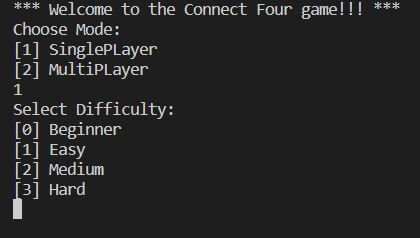 *** Welcome to the Connect Four game!!! ***
Choose Mode:
[1] SinglePLayer
[2] MultiPLayer
1
Select Difficulty:
[0] Beginner
[1] Easy
[2] Medium
[3] Hard